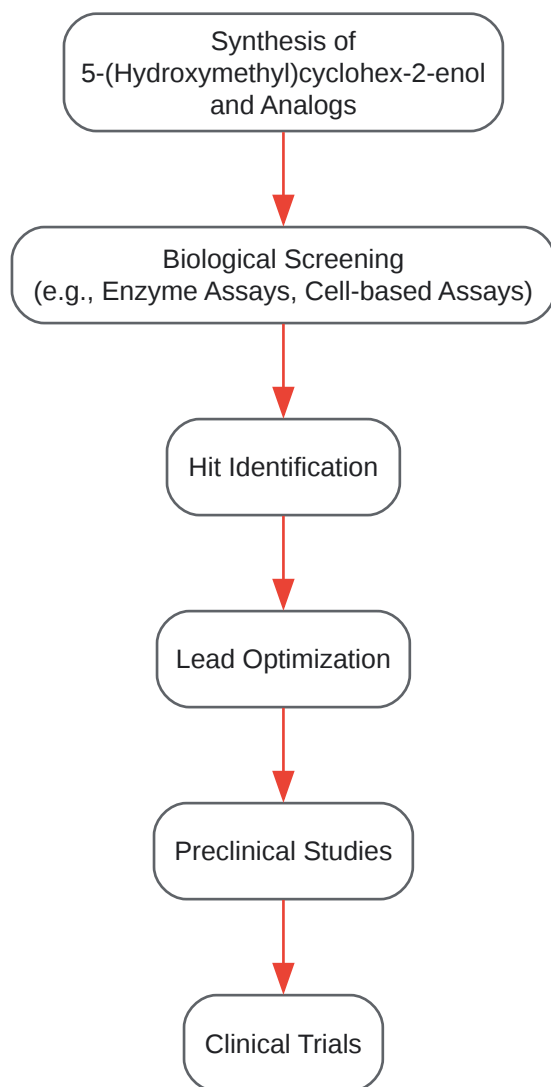 Synthesis of
5-(Hydroxymethyl)cyclohex-2-enol
and Analogs
Biological Screening
(e.g., Enzyme Assays, Cell-based Assays)
Hit Identification
Lead Optimization
Preclinical Studies
Clinical Trials